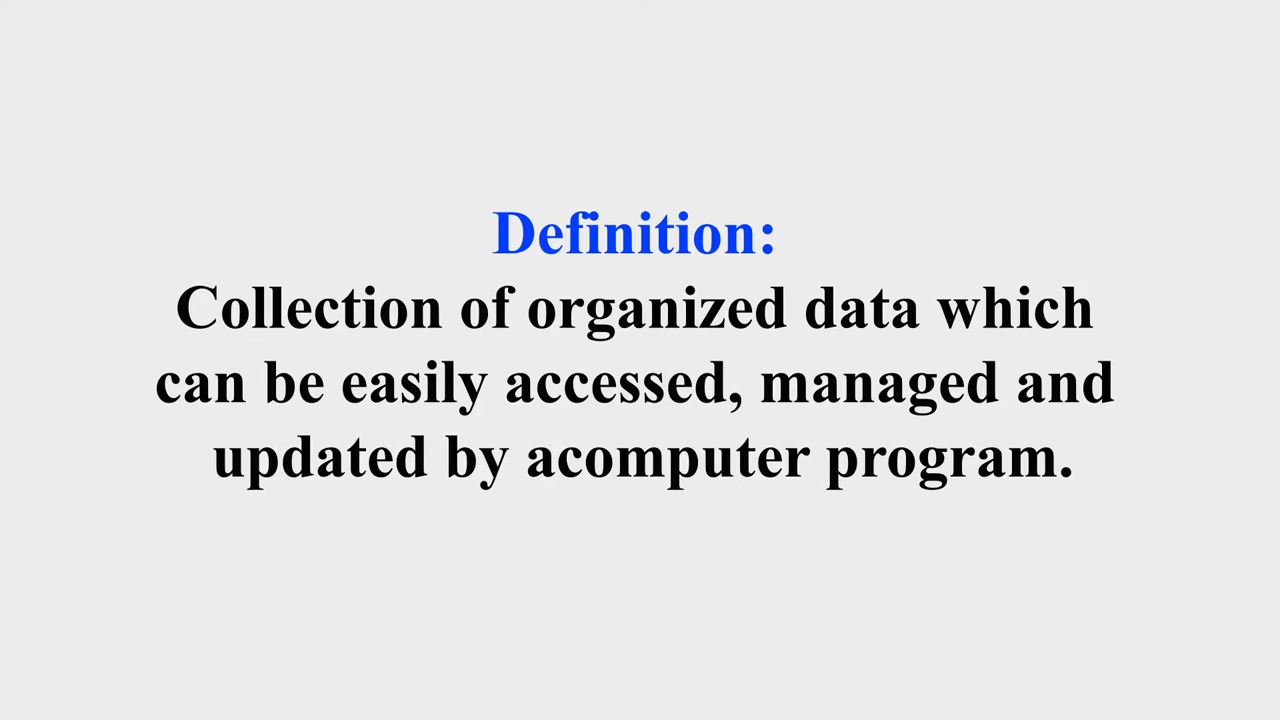 Definition:
Collection of organized data which
can be easily accessed, managed and
updated by acomputer program.